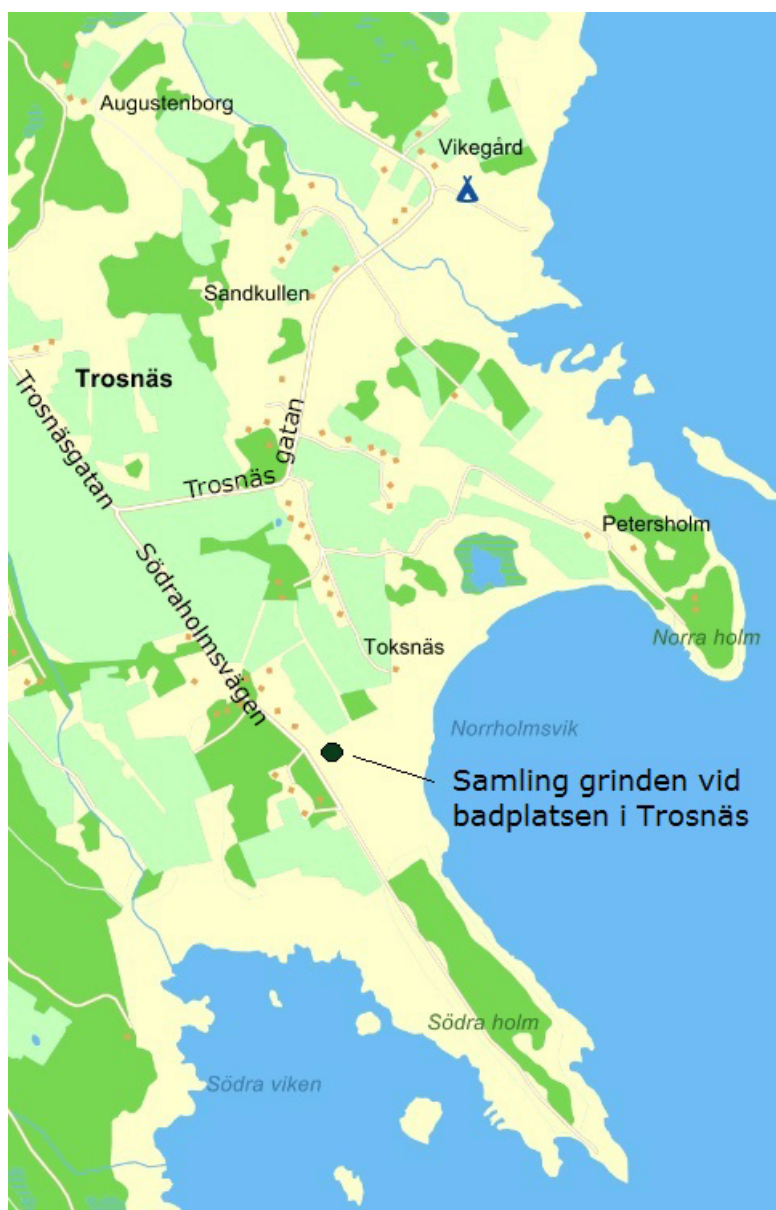 Augustenborg
Vikegård
Sandkullen
Trosnäs
Trosnäsgatan
Trosnäs gatan
Petersholm
Södraholmsvägen
Norra holm
Toksnäs
Norrholmsvik
Samling grinden vid
badplatsen i Trosnäs
Södra holm
Södra viken